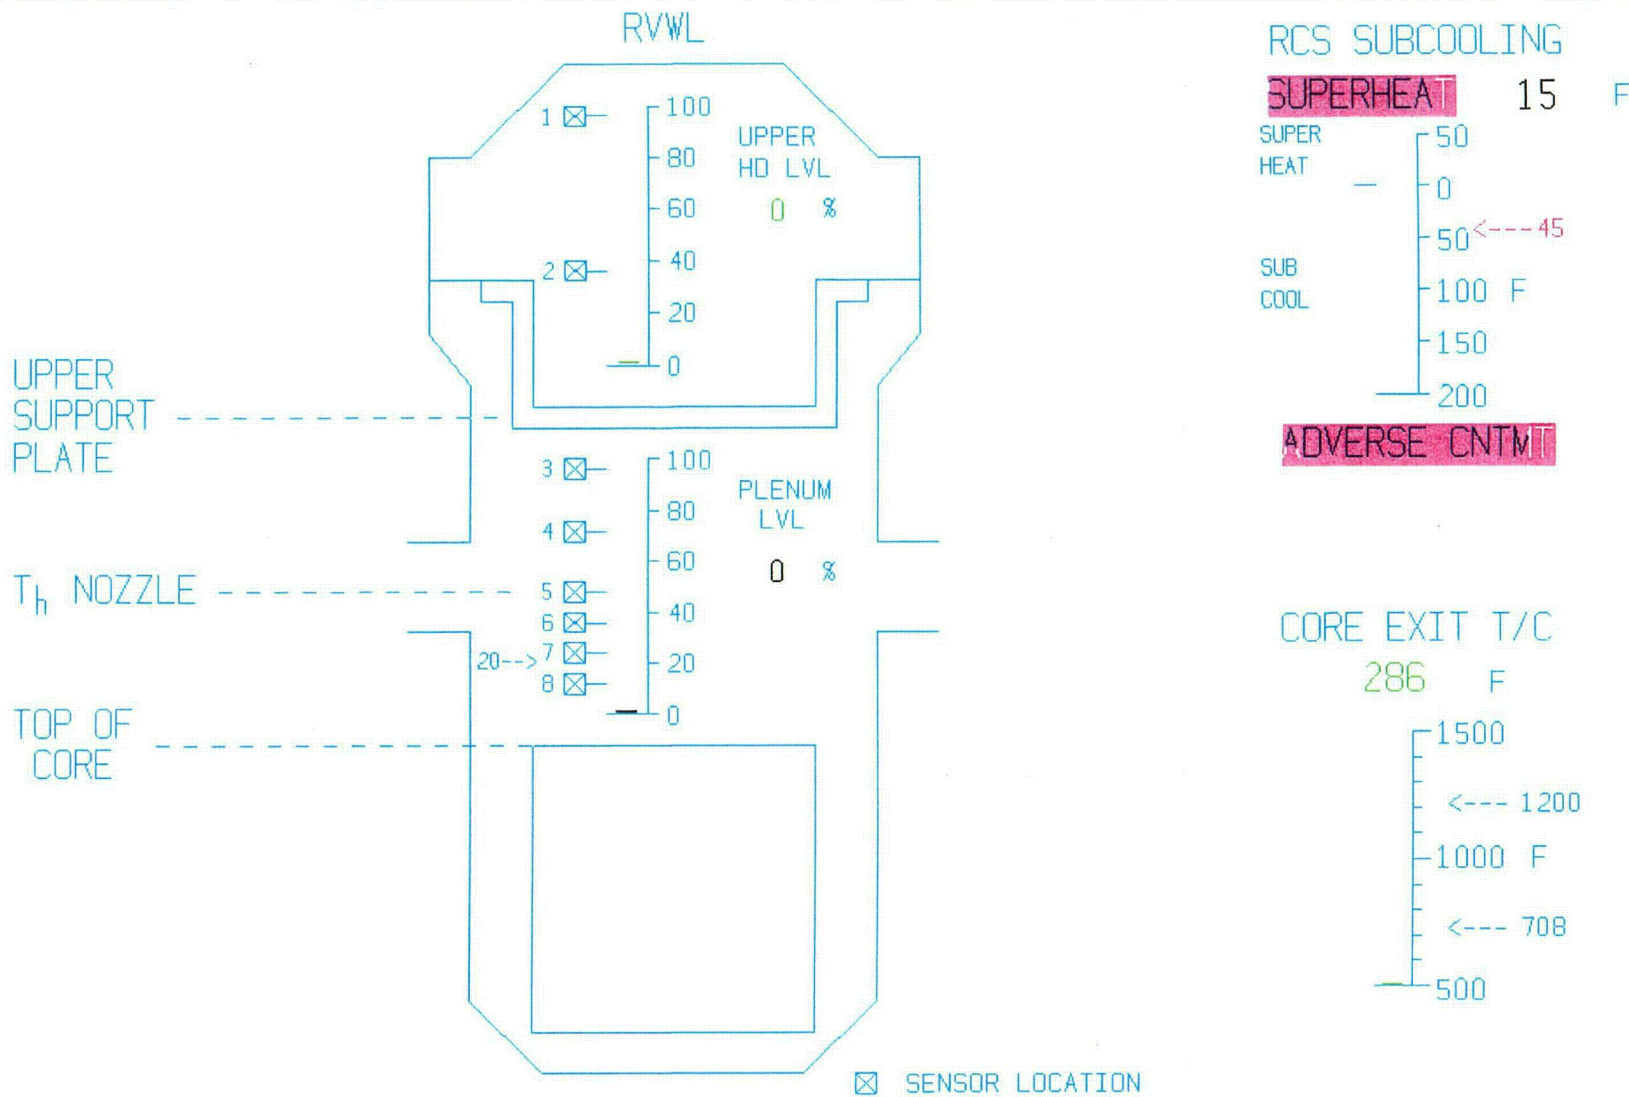 RVWL
1
100
80
60
40
20
0
UPPER
HD LVL
0 %
2
UPPER
SUPPORT
PLATE
3
4
5
6
7
8
20-->
100
80
60
40
20
0
PLENUM
LVL
0 %
Th NOZZLE
TOP OF
CORE
SENSOR LOCATION
RCS SUBCOOLING
SUPERHEAT 15 F
SUPER
HEAT
SUB
COOL
50
0
50 <---45
100 F
150
200
ADVERSE CNTMT
CORE EXIT T/C
286 F
1500
<--- 1200
1000 F
<--- 708
500